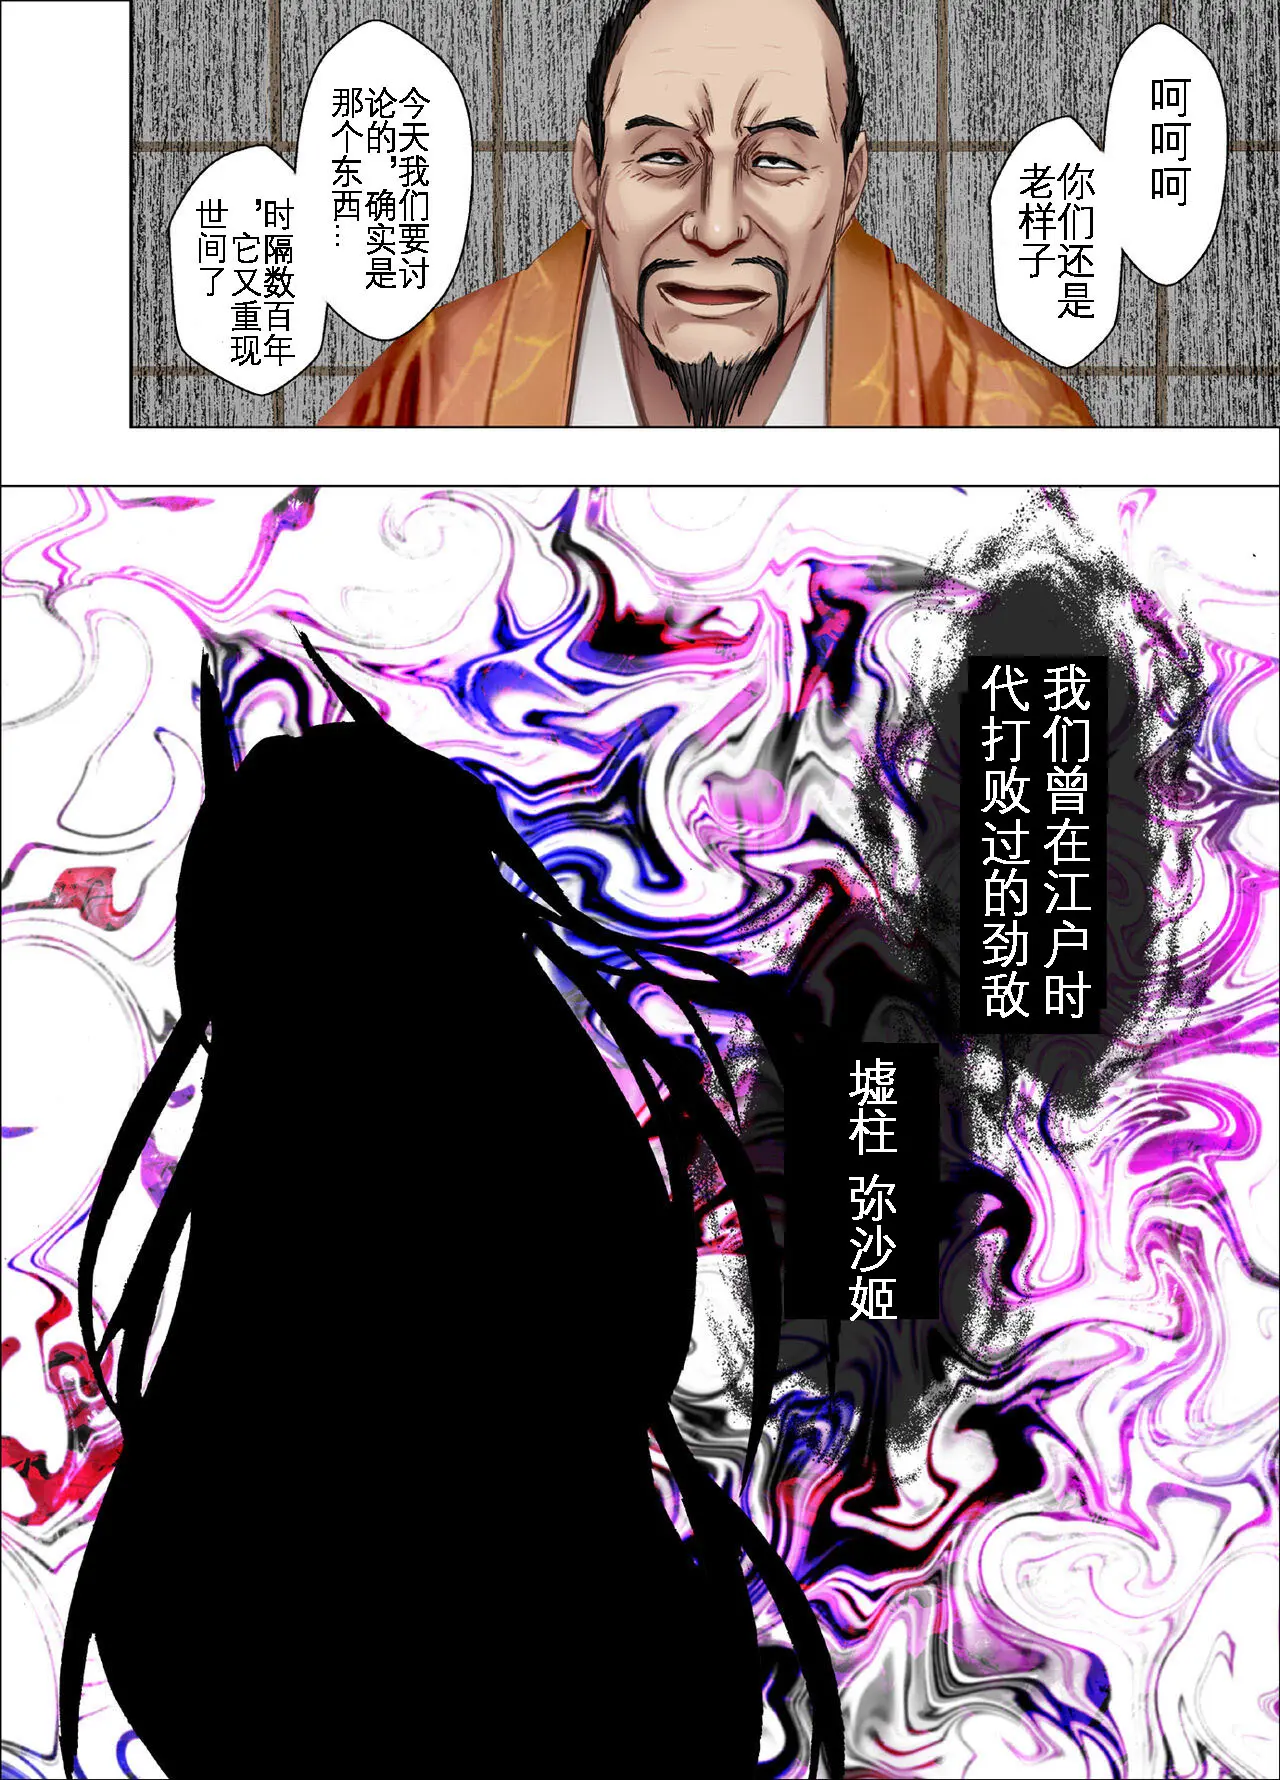 呵呵呵
你们还是
老样子
今天我们要讨
论的，确实是
那个东西…
时隔数百年
，它又重现
世间了
我们曾在江户时
代打败过的劲敌
墟柱 弥沙姬